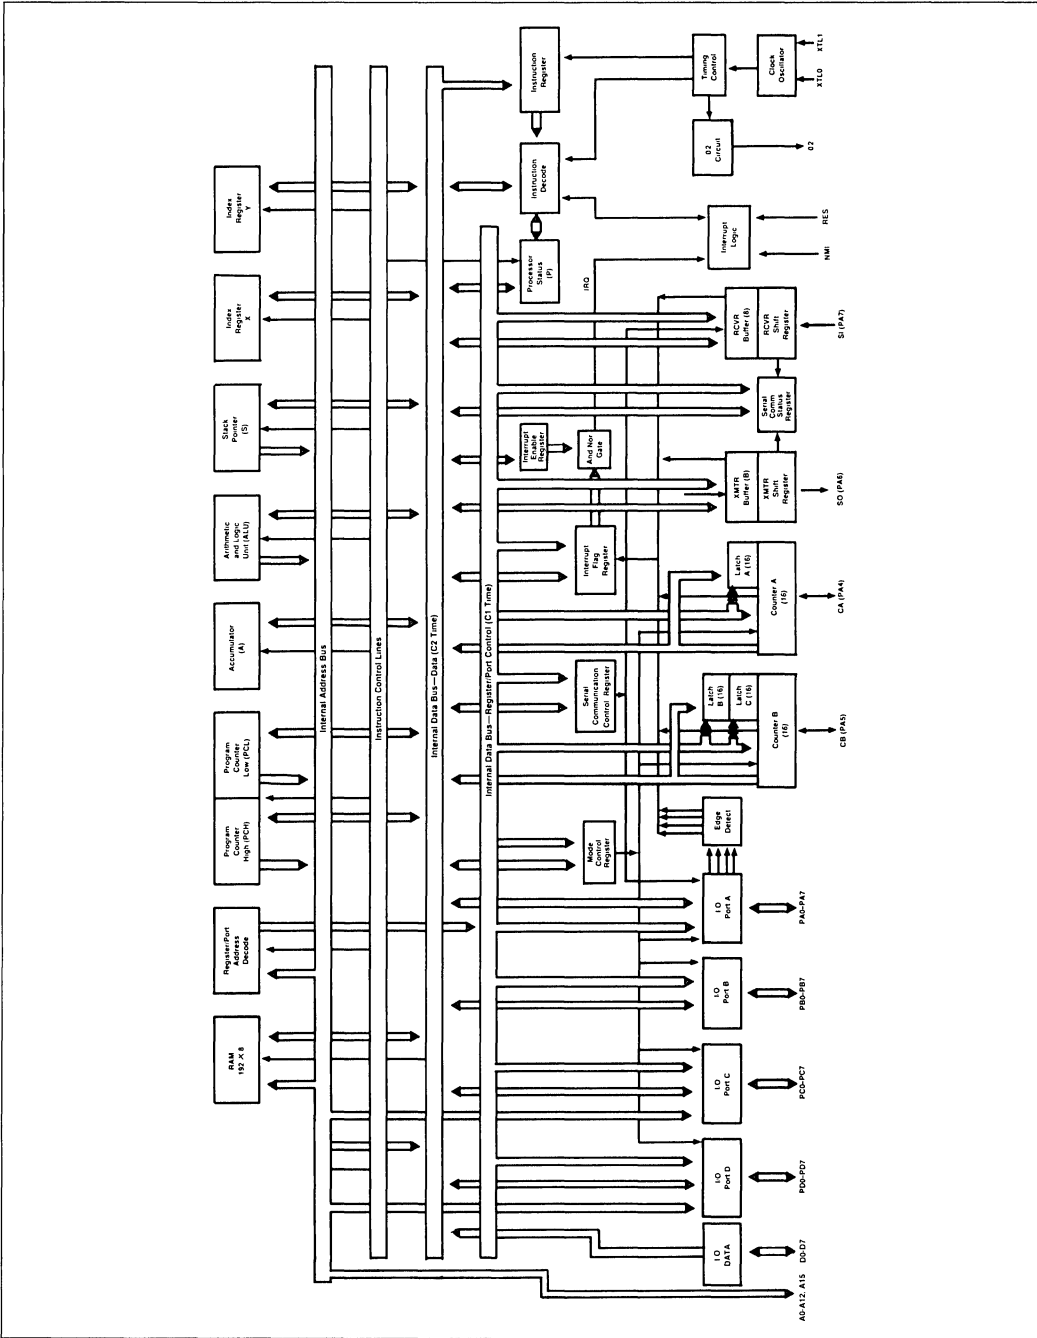 RAM
192 X 8
Register/Port
Address
Decode
Program
Counter
High (PCH)
Program
Counter
Low (PCL)
Accumulator
(A)
Arithmetic
and Logic
Unit (ALU)
Stack
Pointer
(S)
Index
Register
X
Index
Register
Y
Internal Address Bus
Instruction Control Lines
Internal Data Bus—Data (C2 Time)
Internal Data Bus—Register/Port Control (C1 Time)
Processor
Status
(P)
Instruction
Decode
Instruction
Register
Mode
Control
Register
Serial
Communication
Control Register
Interrupt
Flag
Register
Interrupt
Enable
Register
And Nor
Gate
IRQ
I O
DATA
I O
Port D
I O
Port C
I O
Port B
I O
Port A
Edge
Detect
Latch
B (16)
Latch
C (16)
Counter B
(16)
Latch
A (16)
Counter A
(16)
XMTR
Buffer (B)
XMTR
Shift
Register
Serial
Comm
Status
Register
RCVR
Buffer (8)
RCVR
Shift
Register
Interrupt
Logic
02
Circuit
Timing
Control
Clock
Oscillator
A0-A12, A15
D0-D7
PD0-PD7
PC0-PC7
PB0-PB7
PA0-PA7
CB (PA5)
CA (PA4)
SO (PA6)
SI (PA7)
NMI
RES
02
XTL0
XTL1